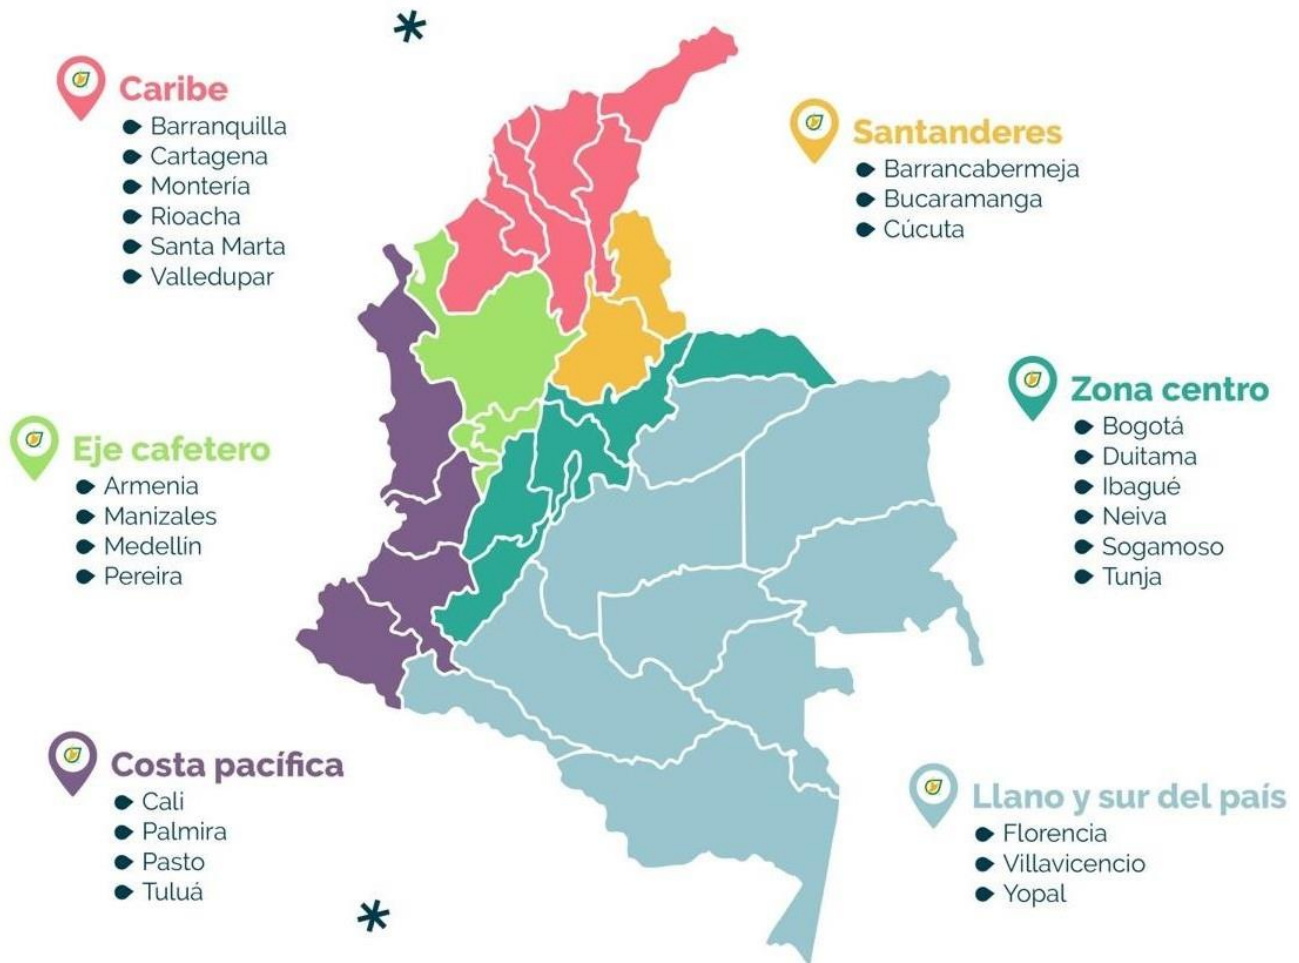 Caribe
Barranquilla
Cartagena
Montería
Rioacha
Santa Marta
Valledupar
Santanderes
Barrancabermeja
Bucaramanga
Cúcuta
Eje cafetero
Armenia
Manizales
Medellín
Pereira
Zona centro
Bogotá
Duitama
Ibagué
Neiva
Sogamoso
Tunja
Costa pacífica
Cali
Palmira
Pasto
Tuluá
Llano y sur del país
Florencia
Villavicencio
Yopal